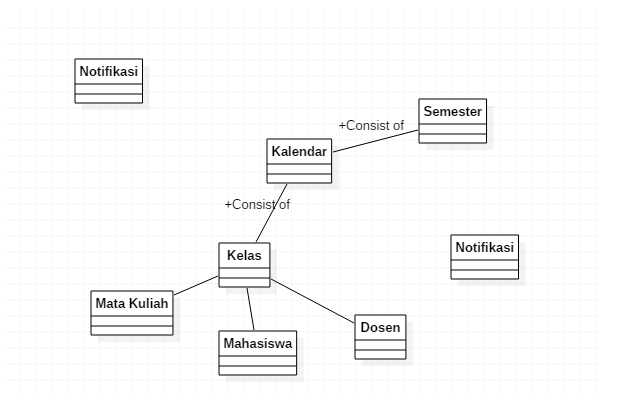 Notifikasi
Semester
+Consist of
Kalendar
+Consist of
Notifikasi
Kelas
Mata Kuliah
Dosen
Mahasiswa